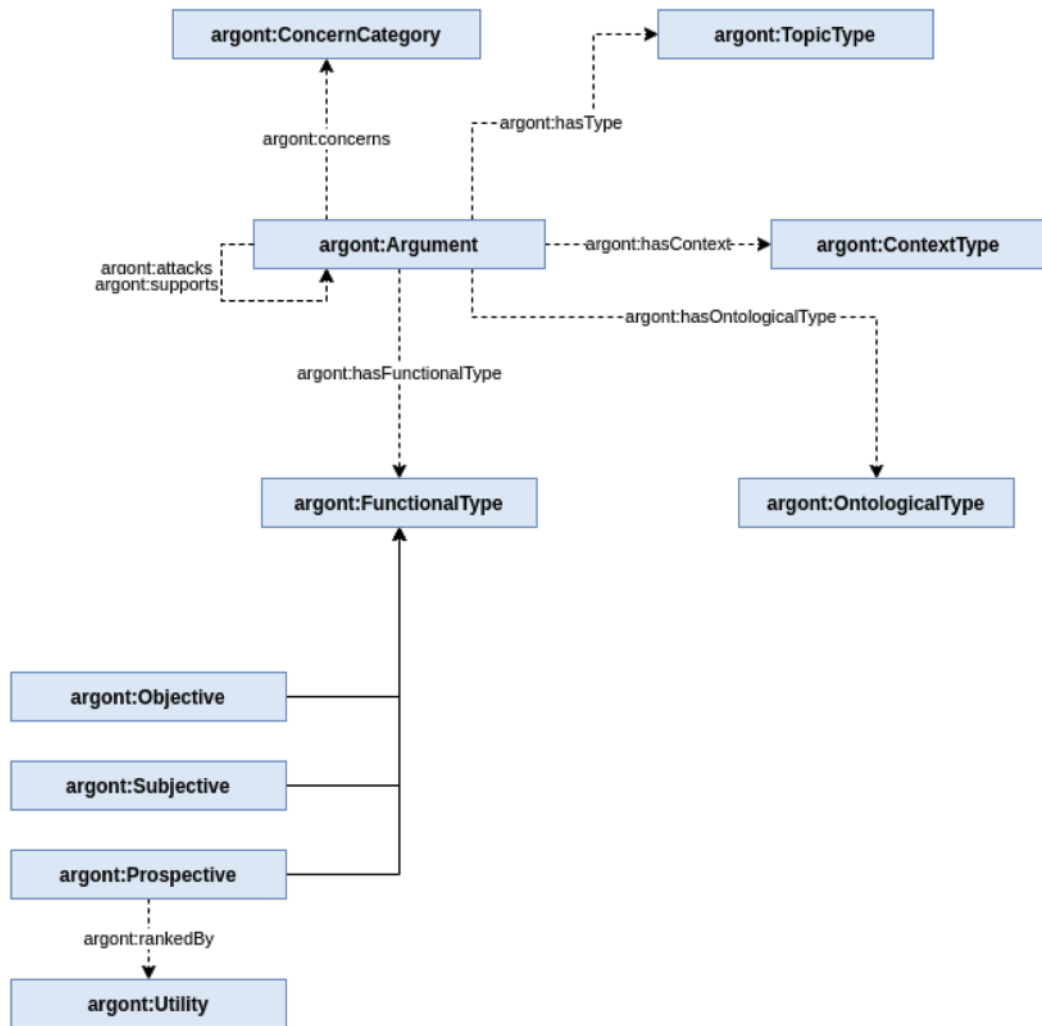 argont:ConcernCategory
argont:TopicType
argont:hasType
argont:concerns
argont:Argument
argont:hasContext
argont:ContextType
argont:attacks
argont:supports
argont:hasOntologicalType
argont:hasFunctionalType
argont:FunctionalType
argont:OntologicalType
argont:Objective
argont:Subjective
argont:Prospective
argont:rankedBy
argont:Utility